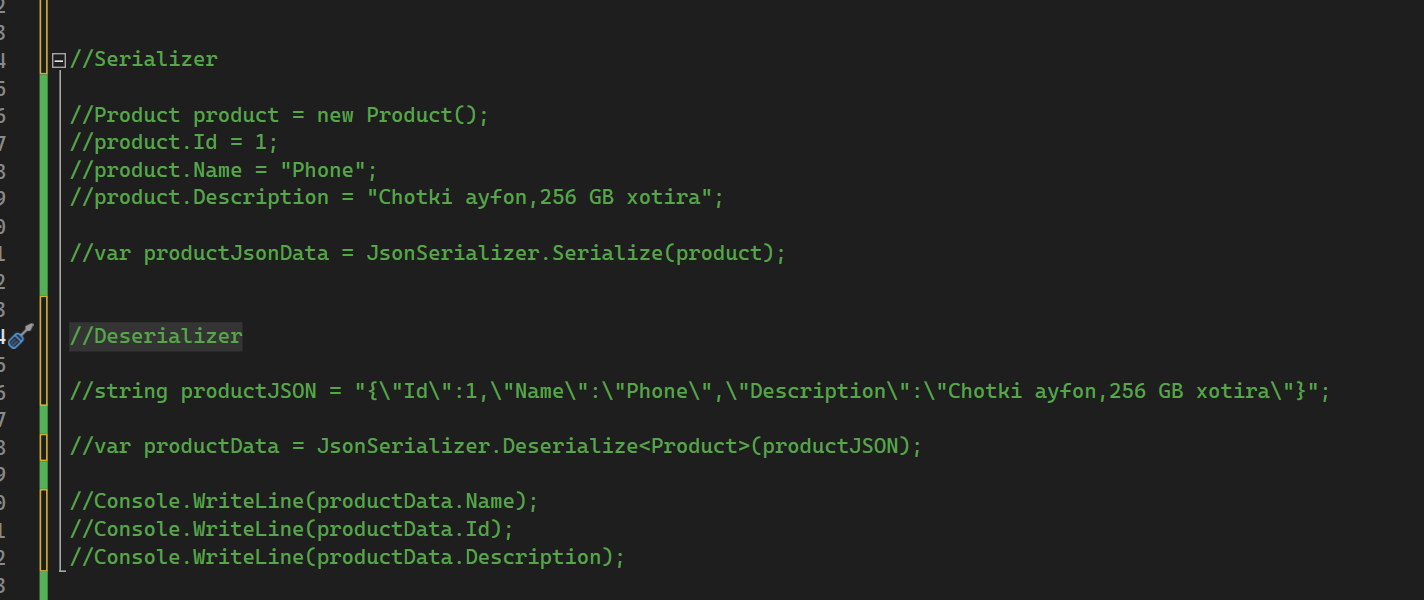 //Serializer
//Product product = new Product();
//product.Id = 1;
//product.Name = "Phone";
//product.Description = "Chotki ayfon,256 GB xotira";
//var productJsonData = JsonSerializer.Serialize(product);
//Deserializer
//string productJSON = "{\"Id\":1,\"Name\":\"Phone\",\"Description\":\"Chotki ayfon,256 GB xotira\"}";
//var productData = JsonSerializer.Deserialize<Product>(productJSON);
//Console.WriteLine(productData.Name);
//Console.WriteLine(productData.Id);
//Console.WriteLine(productData.Description);